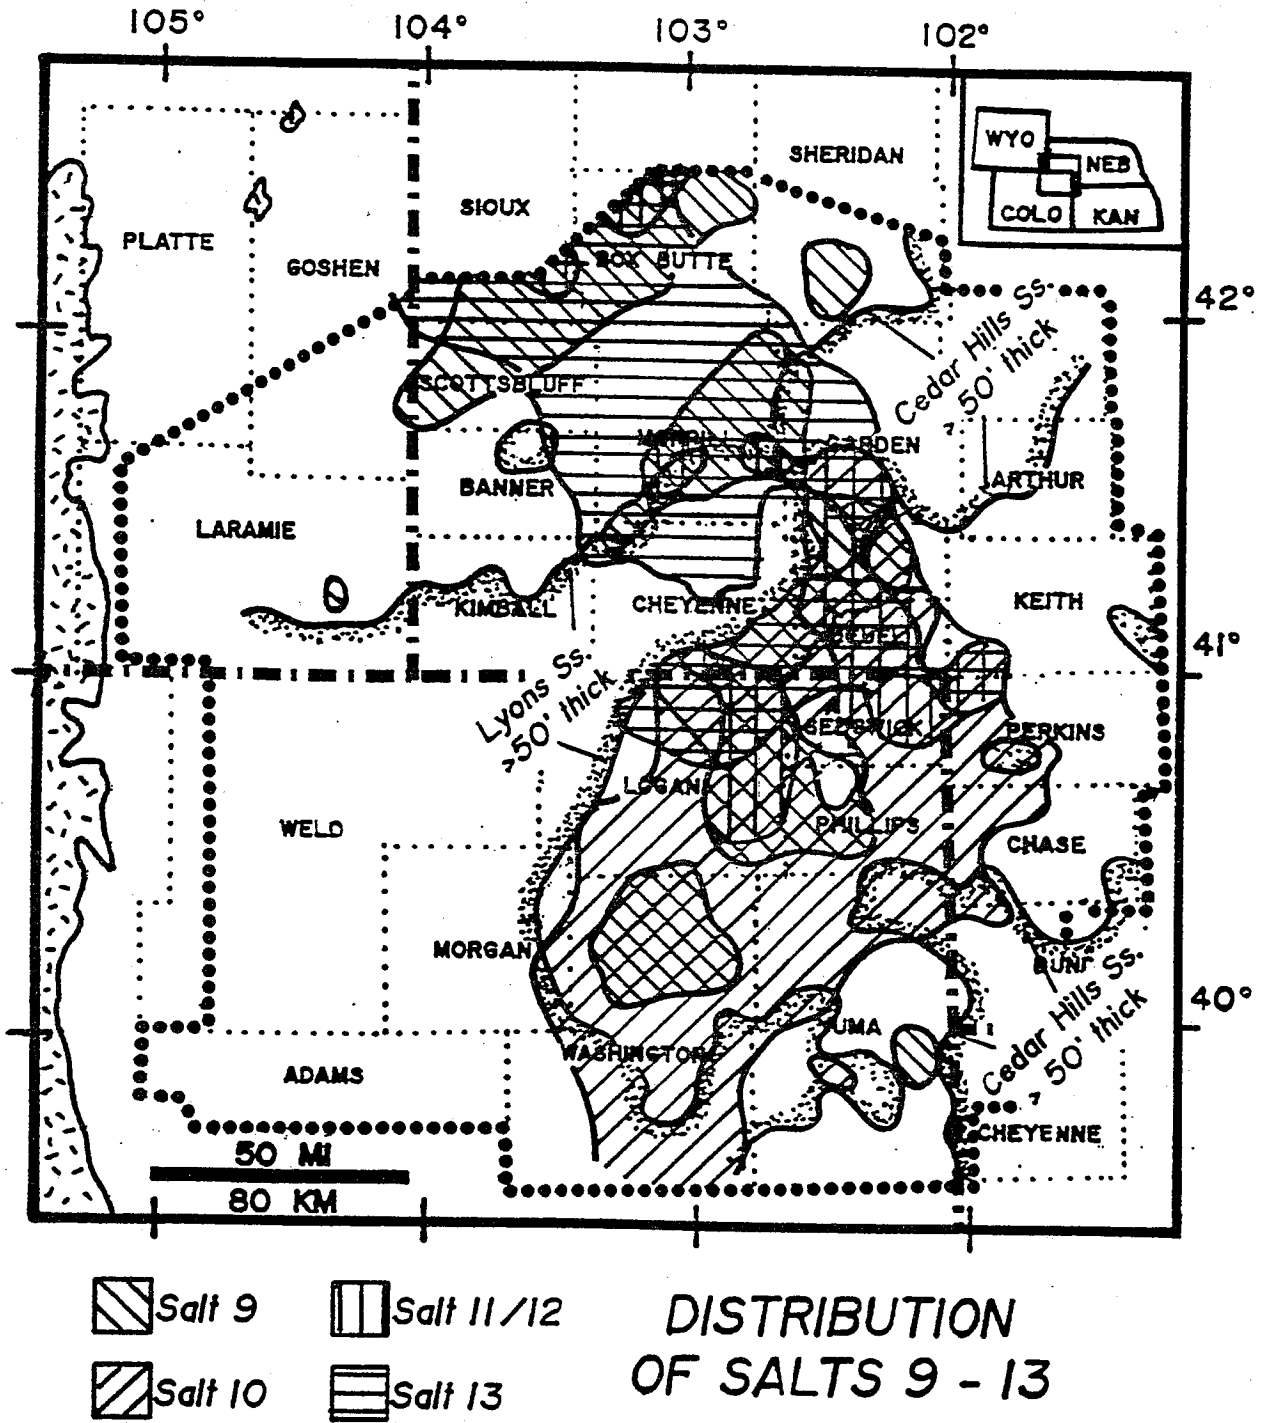 105° 104° 103° 102°
WYO
NEB
COLO KAN
SHERIDAN
SIOUX
PLATTE
GOSHEN
BOX BUTTE
42°
Cedar Hills Ss.
> 50' thick
SCOTTSBLUFF
MORRILL
GARDEN
BANNER
ARTHUR
LARAMIE
KIMBALL
CHEYENNE
KEITH
DEUEL
41°
Lyons Ss.
>50' thick
SEDGWICK
PERKINS
LOGAN
WELD
PHILLIPS
CHASE
MORGAN
Cedar Hills Ss.
> 50' thick
40°
UMA
WASHINGTON
ADAMS
CHEYENNE
50 MI
80 KM
Salt 9
Salt 11/12
Salt 10
Salt 13
DISTRIBUTION
OF SALTS 9 - 13